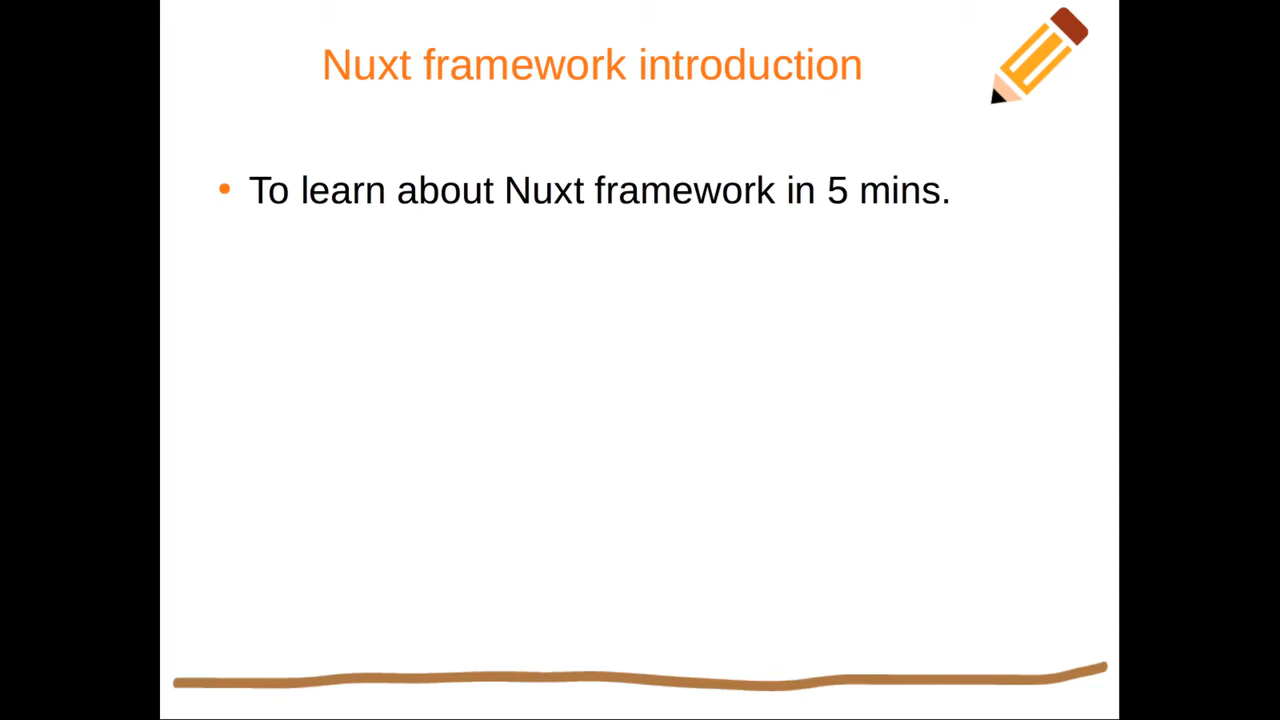 Nuxt framework introduction
• To learn about Nuxt framework in 5 mins.